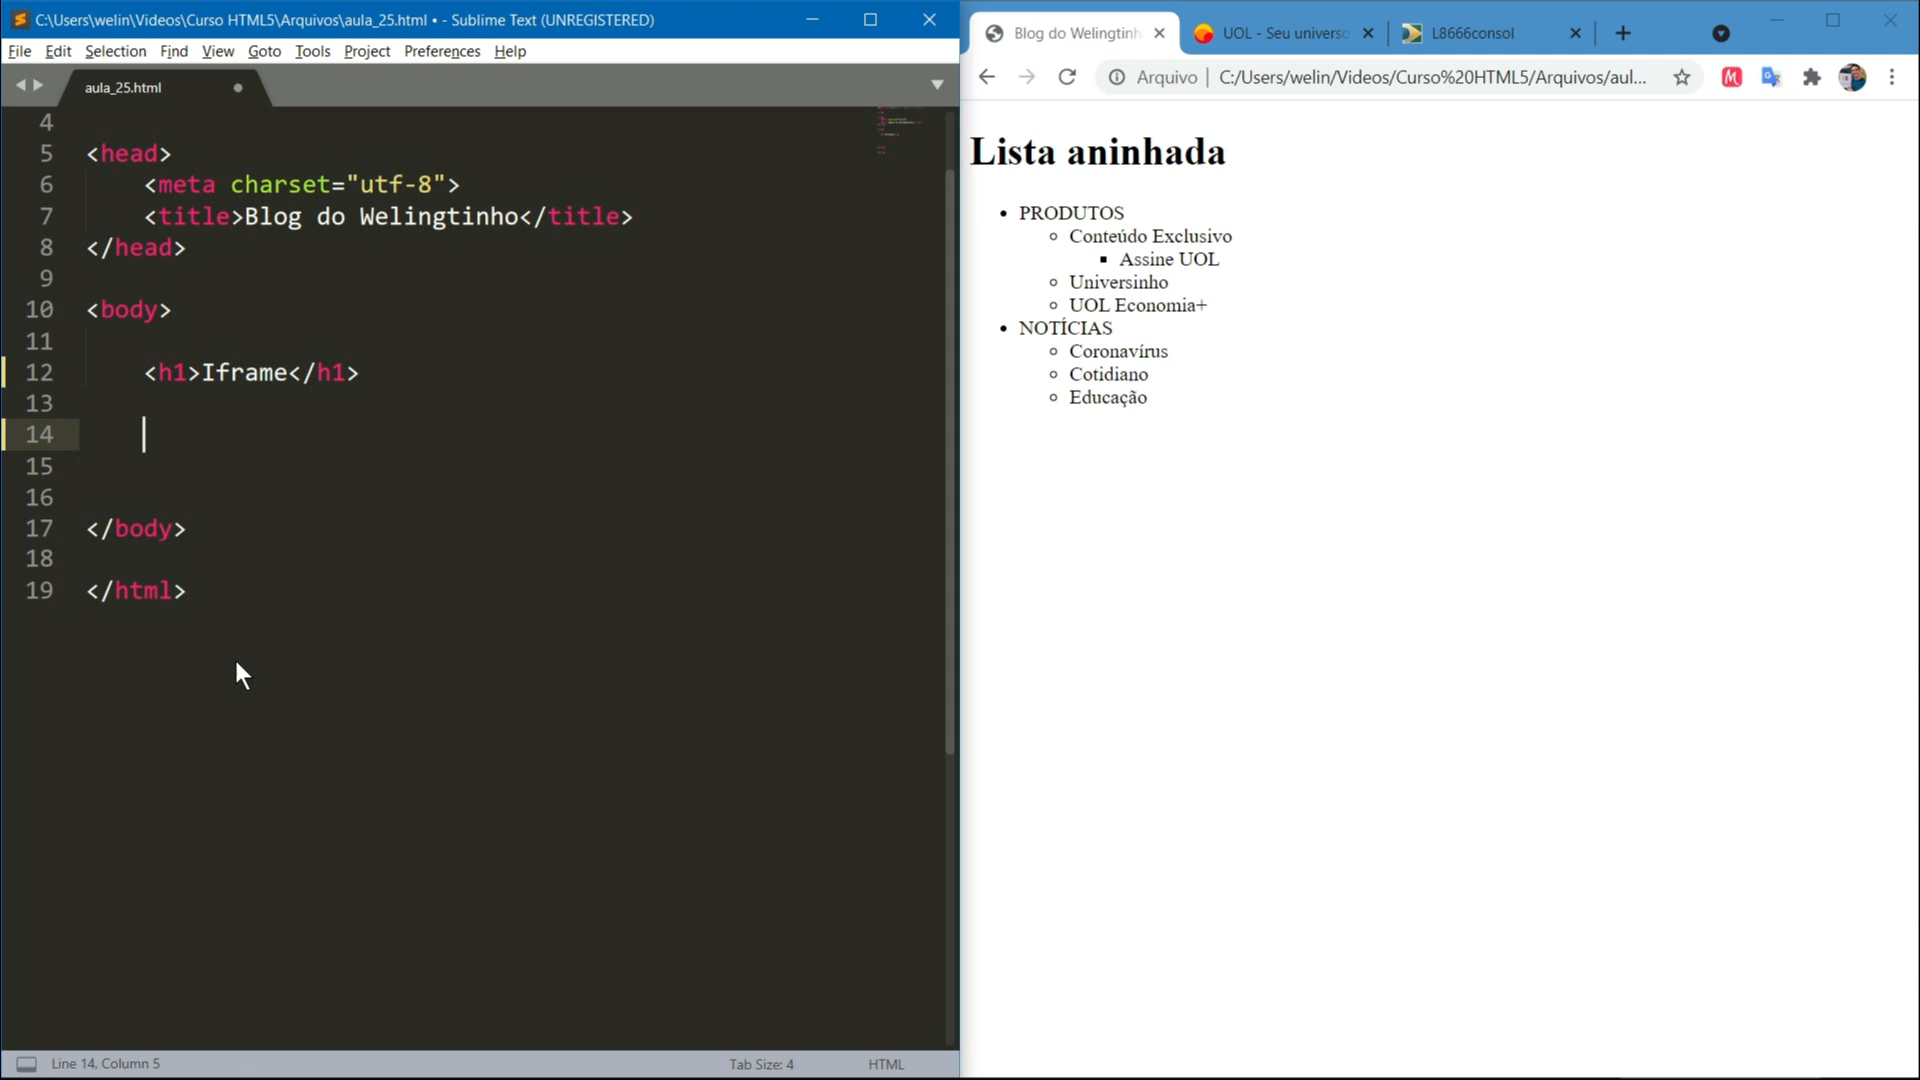 C:\Users\welin\Videos\Curso HTML5\Arquivos\aula_25.html • - Sublime Text (UNREGISTERED)
File Edit Selection Find View Goto Tools Project Preferences Help
aula_25.html
4
5 <head>
6 <meta charset="utf-8">
7 <title>Blog do Welingtinho</title>
8 </head>
9
10 <body>
11
12 <h1>Iframe</h1>
13
14
15
16
17 </body>
18
19 </html>
Line 14, Column 5
Tab Size: 4
HTML
Blog do Welingtinh
UOL - Seu universo
L8666consol
Arquivo | C:/Users/welin/Videos/Curso%20HTML5/Arquivos/aul...
Lista aninhada
PRODUTOS
Conteúdo Exclusivo
Assine UOL
Universinho
UOL Economia+
NOTÍCIAS
Coronavírus
Cotidiano
Educação